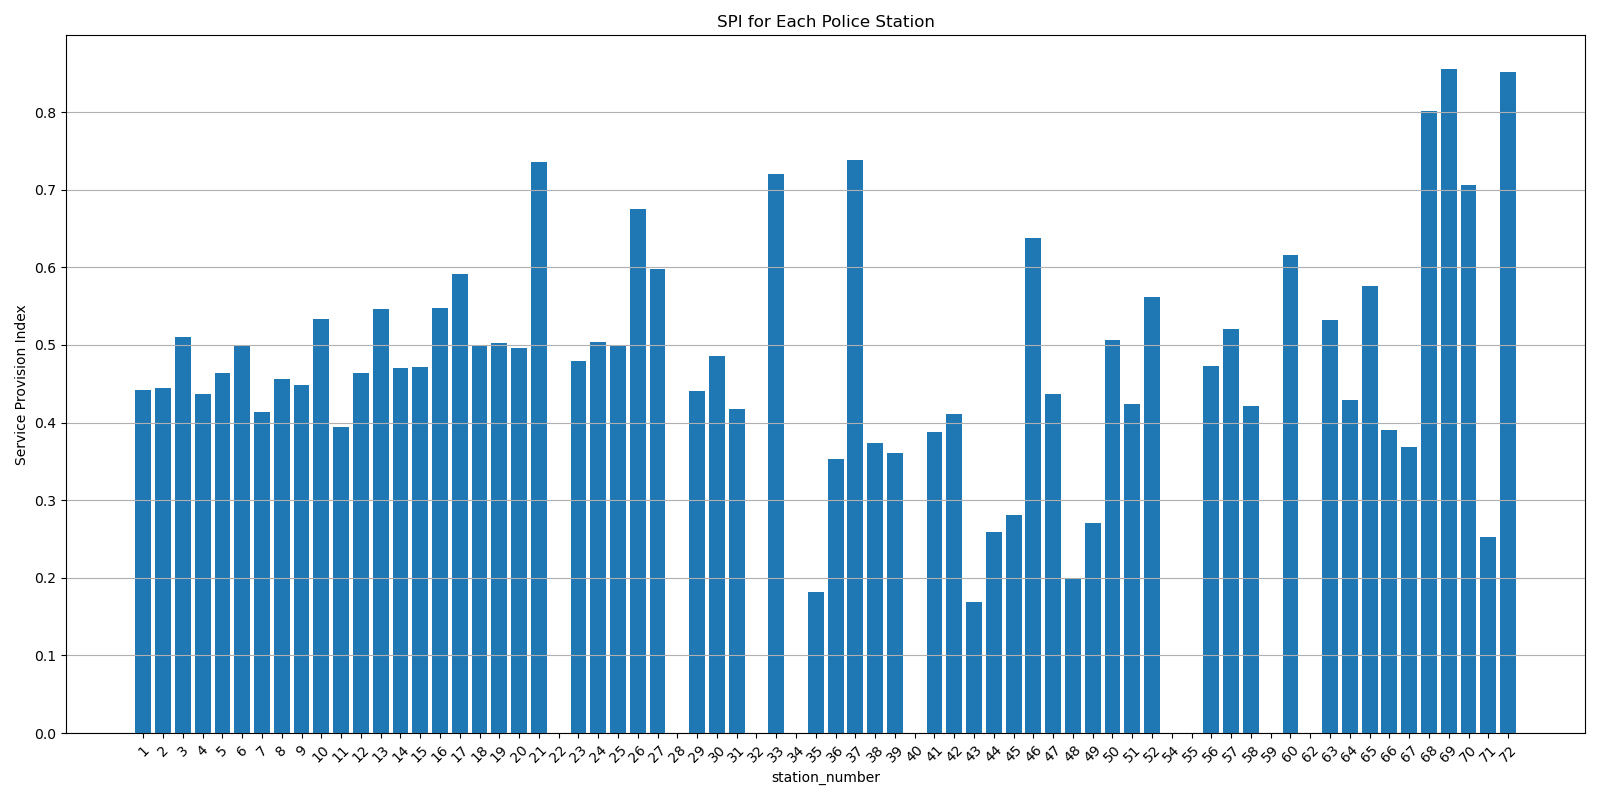 SPI for Each Police Station
Service Provision Index
0.8
0.7
0.6
0.5
0.4
0.3
0.2
0.1
0.0
1 2 3 4 5 6 7 8 9 10 11 12 13 14 15 16 17 18 19 20 21 22 23 24 25 26 27 28 29 30 31 32 33 34 35 36 37 38 39 40 41 42 43 44 45 46 47 48 49 50 51 52 54 55 56 57 58 59 60 62 63 64 65 66 67 68 69 70 71 72
station_number